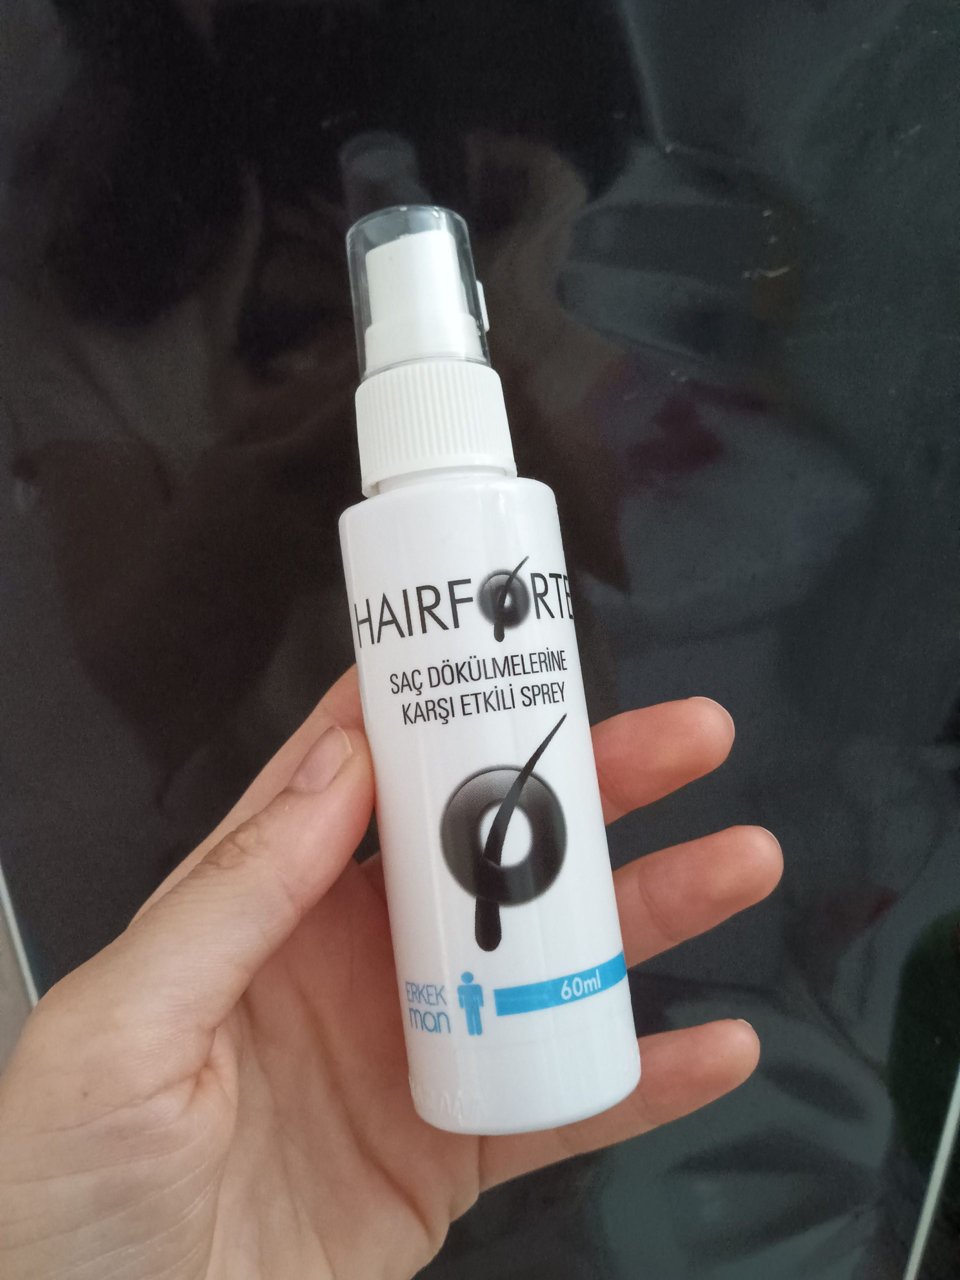 HAIRFORTE
SAÇ DÖKÜLMELERİNE
KARŞI ETKİLİ SPREY
ERKEK
man
60ml